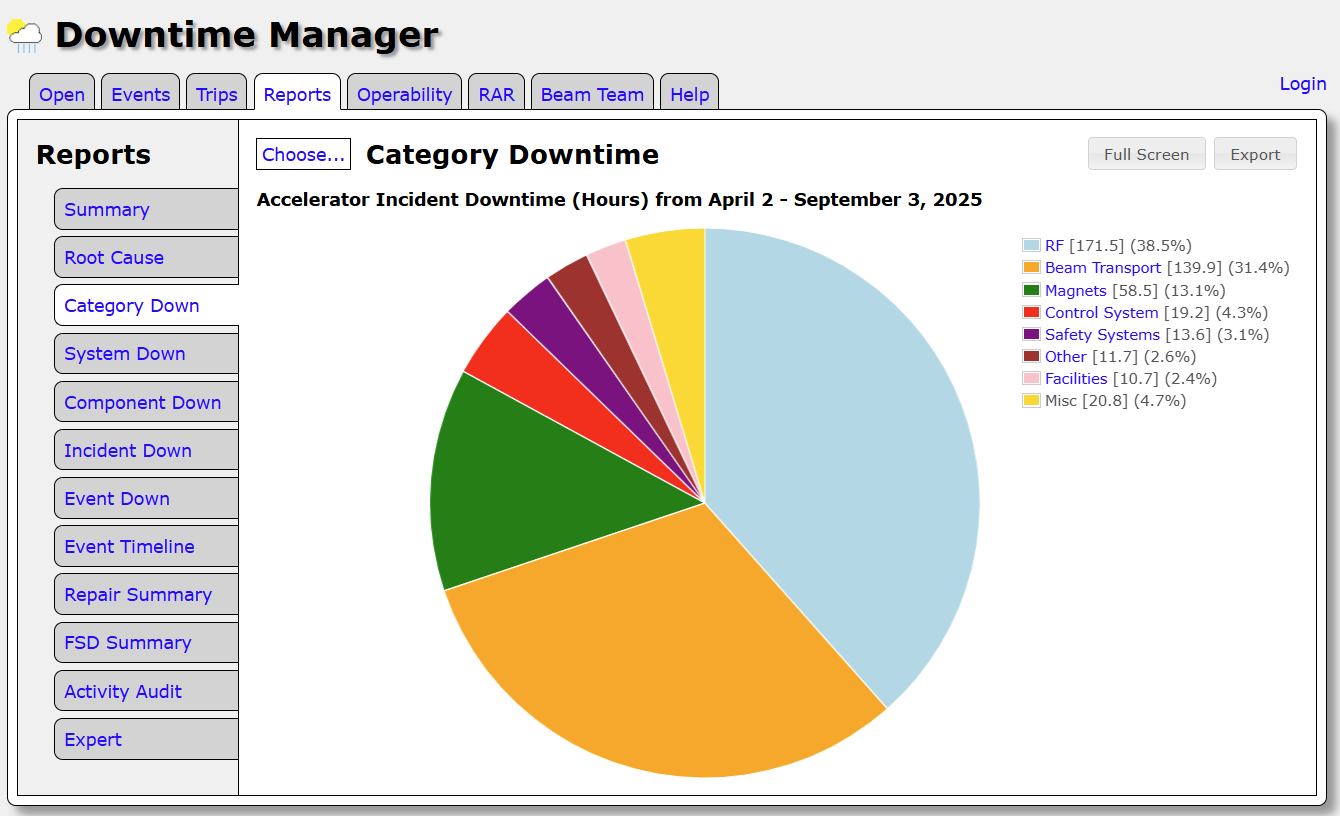 Downtime Manager
Open Events Trips Reports Operability RAR Beam Team Help
Login
Reports
Summary
Root Cause
Category Down
System Down
Component Down
Incident Down
Event Down
Event Timeline
Repair Summary
FSD Summary
Activity Audit
Expert
Choose... Category Downtime
Full Screen Export
Accelerator Incident Downtime (Hours) from April 2 - September 3, 2025
RF [171.5] (38.5%)
Beam Transport [139.9] (31.4%)
Magnets [58.5] (13.1%)
Control System [19.2] (4.3%)
Safety Systems [13.6] (3.1%)
Other [11.7] (2.6%)
Facilities [10.7] (2.4%)
Misc [20.8] (4.7%)